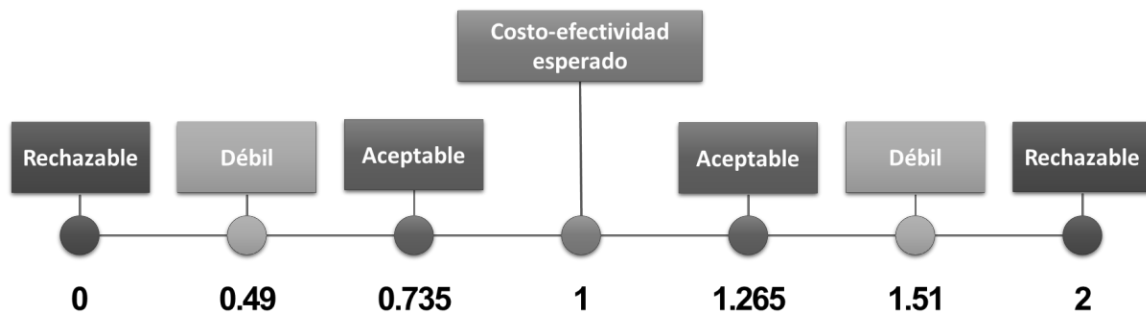 Costo-efectividad
esperado
Rechazable
Débil
Aceptable
Aceptable
Débil
Rechazable
0
0.49
0.735
1
1.265
1.51
2